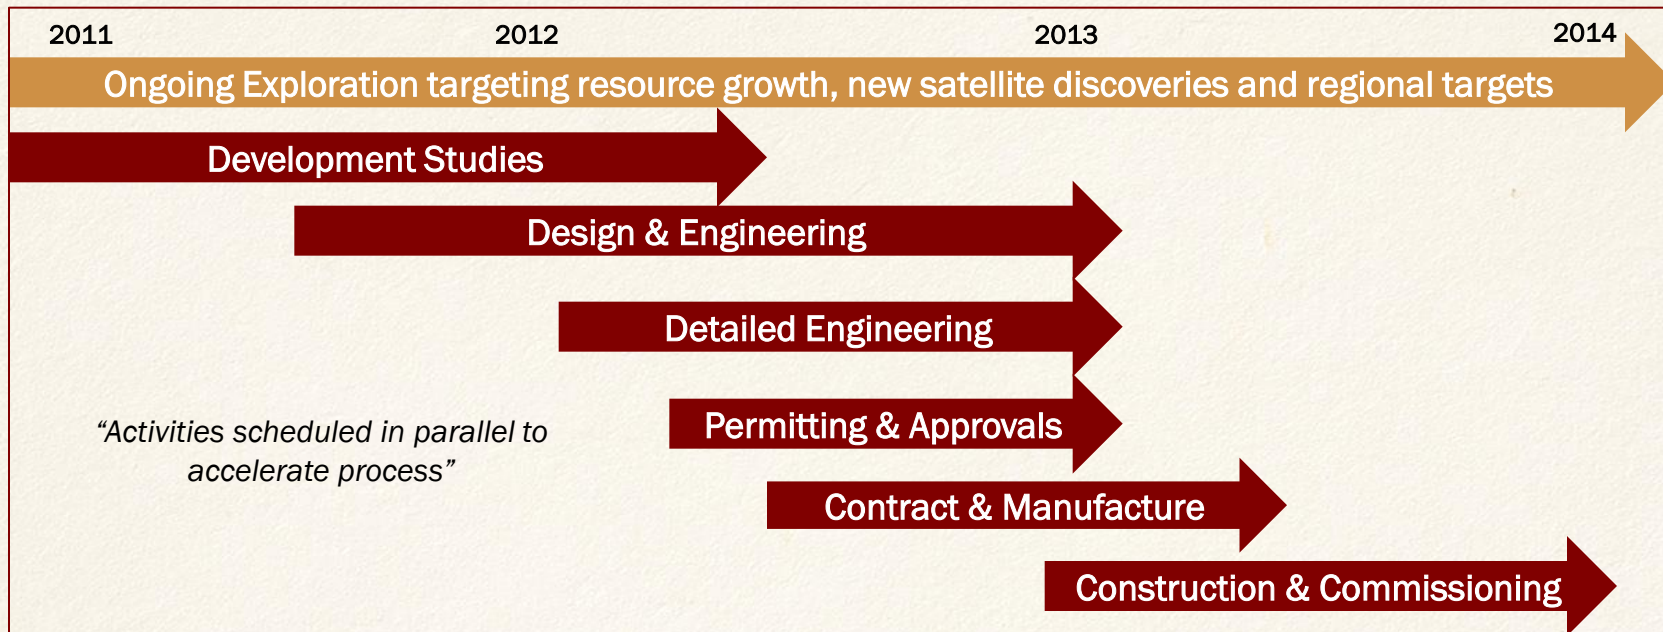 2011 2012 2013 2014
Ongoing Exploration targeting resource growth, new satellite discoveries and regional targets
Development Studies
Design & Engineering
Detailed Engineering
Permitting & Approvals
“Activities scheduled in parallel to
accelerate process”
Contract & Manufacture
Construction & Commissioning